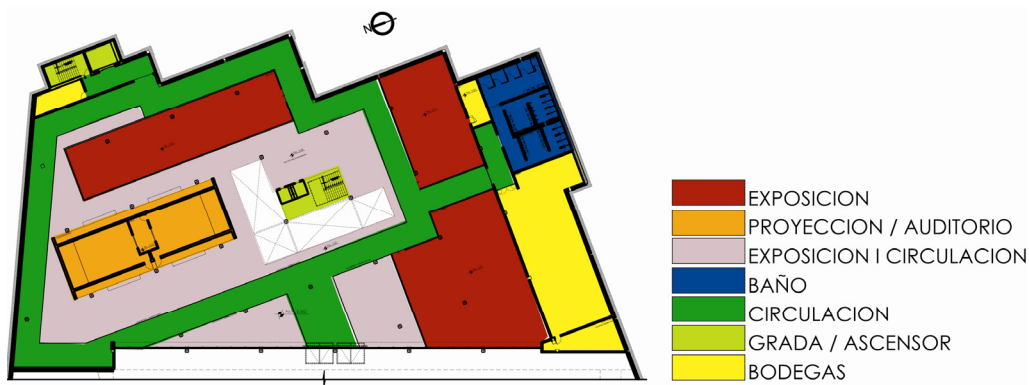 N
EXPOSICION
PROYECCION / AUDITORIO
EXPOSICION I CIRCULACION
BAÑO
CIRCULACION
GRADA / ASCENSOR
BODEGAS